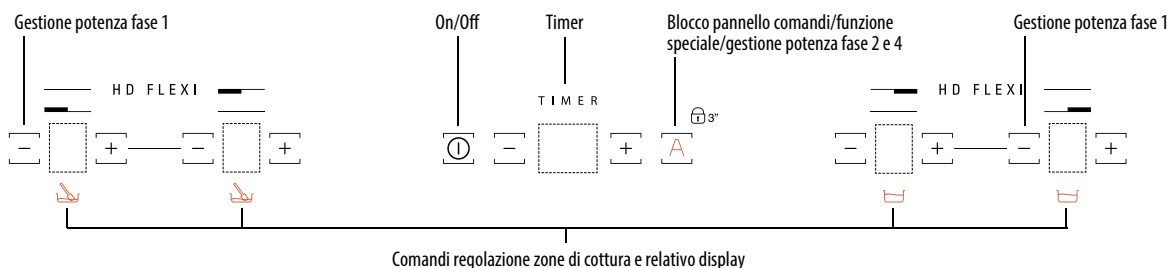 Gestione potenza fase 1
On/Off
Timer
Blocco pannello comandi/funzione
speciale/gestione potenza fase 2 e 4
Gestione potenza fase 1
HD FLEXI
TIMER
3"
HD FLEXI
− + − +
− + A
− + − +
Comandi regolazione zone di cottura e relativo display